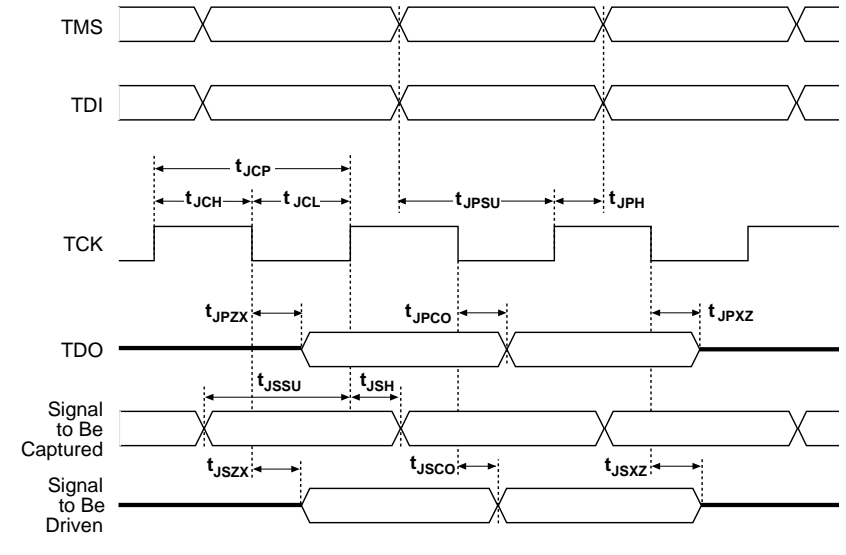 TMS
TDI
tJCP
tJCH tJCL tJPSU tJPH
TCK
tJPZX tJPCO tJPXZ
TDO
tJSSU tJSH
Signal
to Be
Captured
tJSZX tJSCO tJSXZ
Signal
to Be
Driven